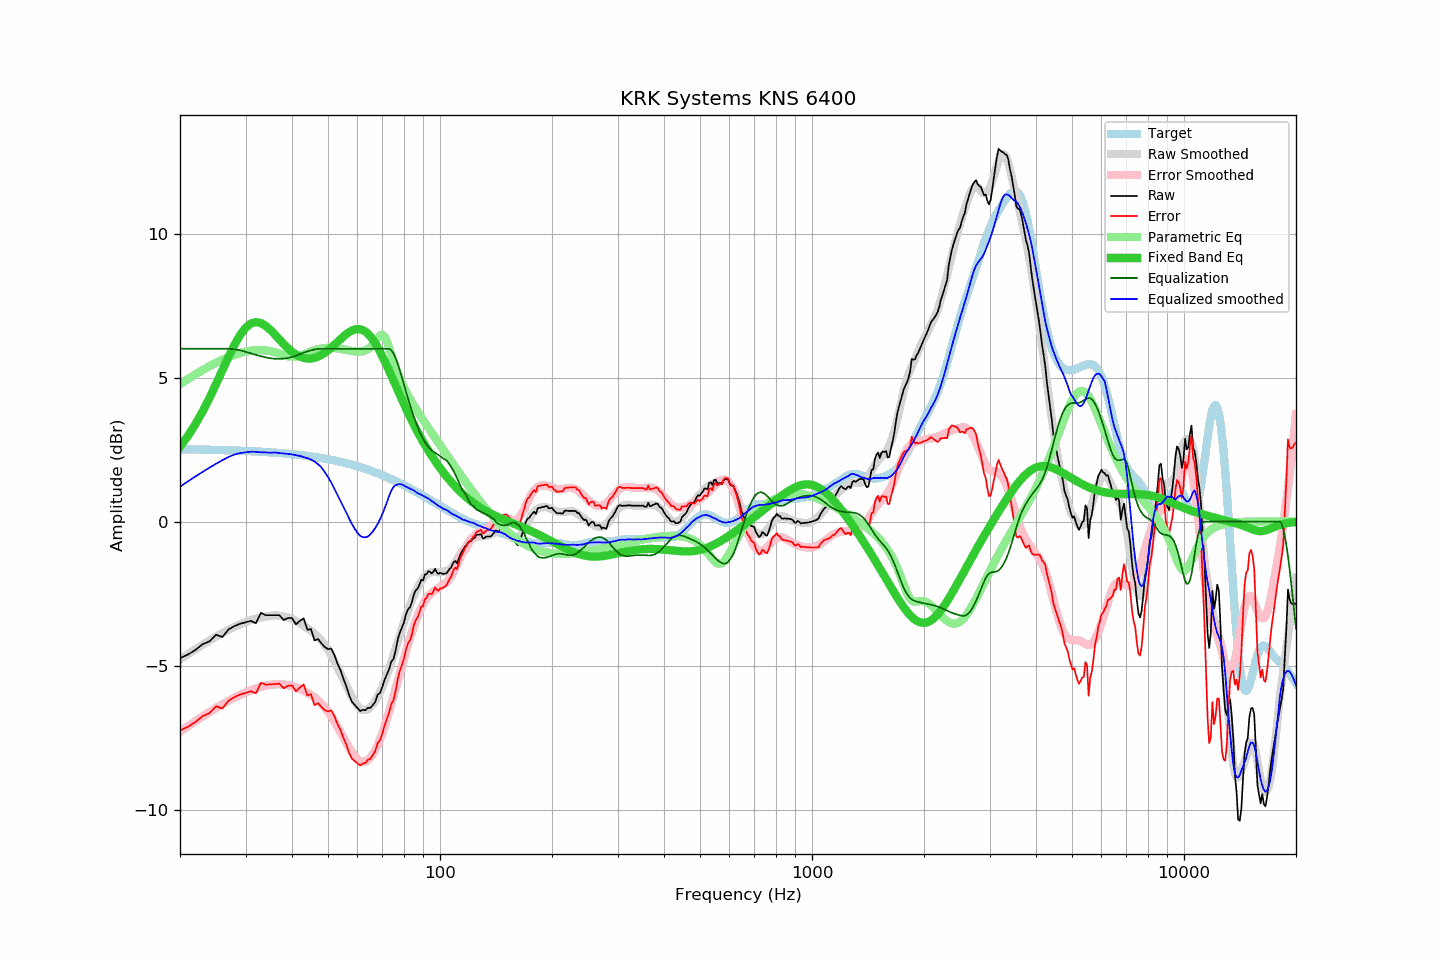 KRK Systems KNS 6400
Target
Raw Smoothed
Error Smoothed
Raw
Error
Parametric Eq
Fixed Band Eq
Equalization
Equalized smoothed
Amplitude (dBr)
10
5
0
−5
−10
100
1000
10000
Frequency (Hz)